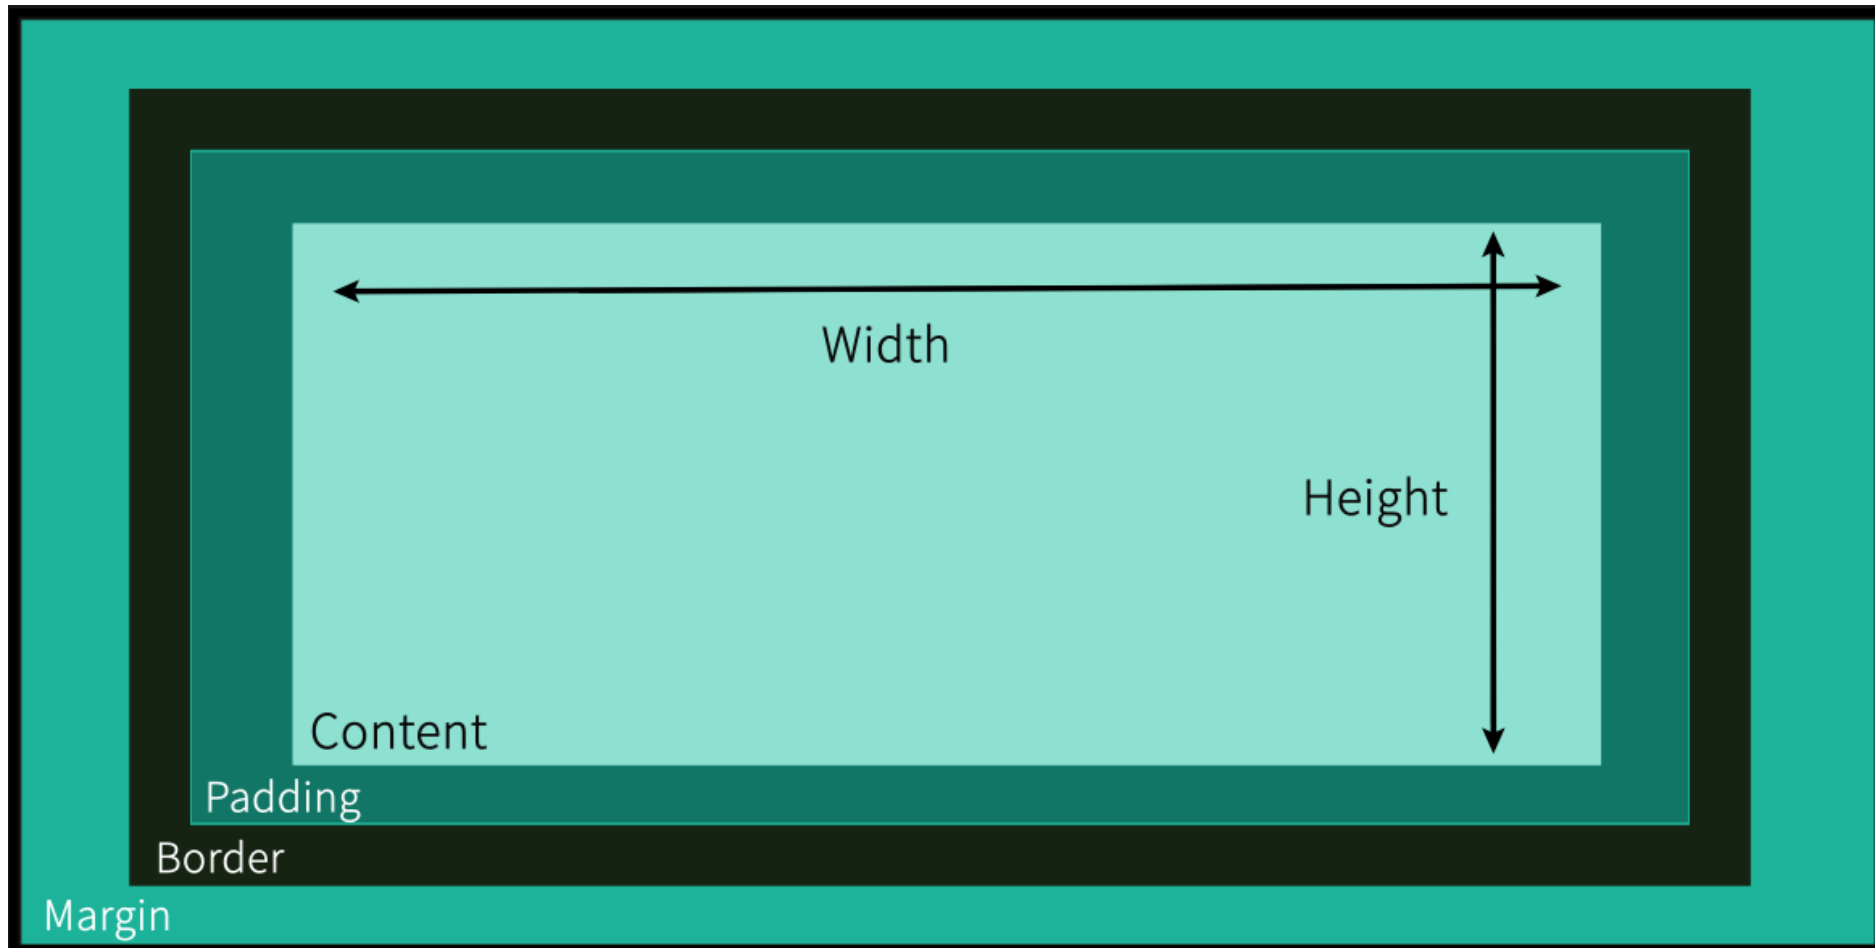 Width
Height
Content
Padding
Border
Margin